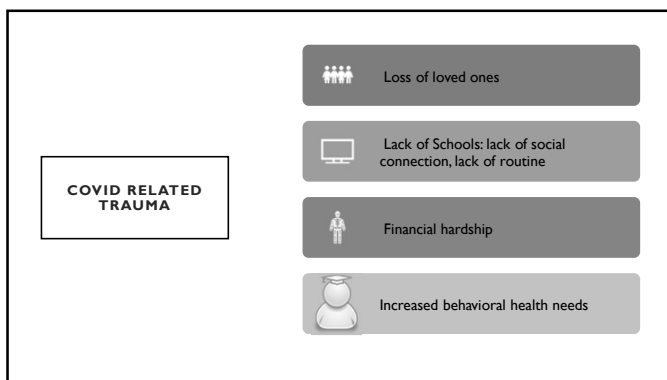 COVID RELATED
TRAUMA
Loss of loved ones
Lack of Schools: lack of social
connection, lack of routine
Financial hardship
Increased behavioral health needs